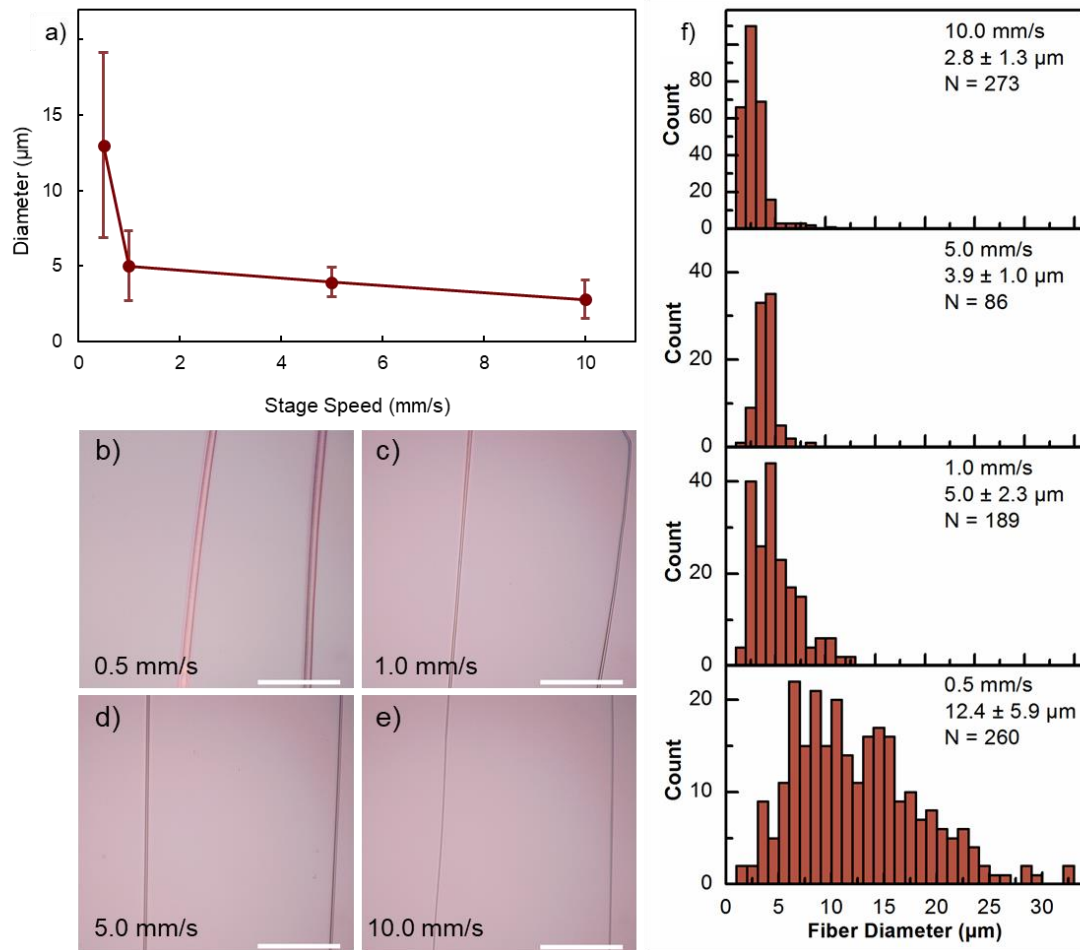 a)
Diameter (µm)
15
10
5
0
0
2
4
6
8
10
Stage Speed (mm/s)
b)
0.5 mm/s
c)
1.0 mm/s
d)
5.0 mm/s
e)
10.0 mm/s
f)
10.0 mm/s
2.8 ± 1.3 µm
N = 273
Count
80
60
40
20
0
5.0 mm/s
3.9 ± 1.0 µm
N = 86
Count
40
20
0
1.0 mm/s
5.0 ± 2.3 µm
N = 189
Count
40
20
0
0.5 mm/s
12.4 ± 5.9 µm
N = 260
Count
20
10
0
0
5
10
15
20
25
30
Fiber Diameter (µm)